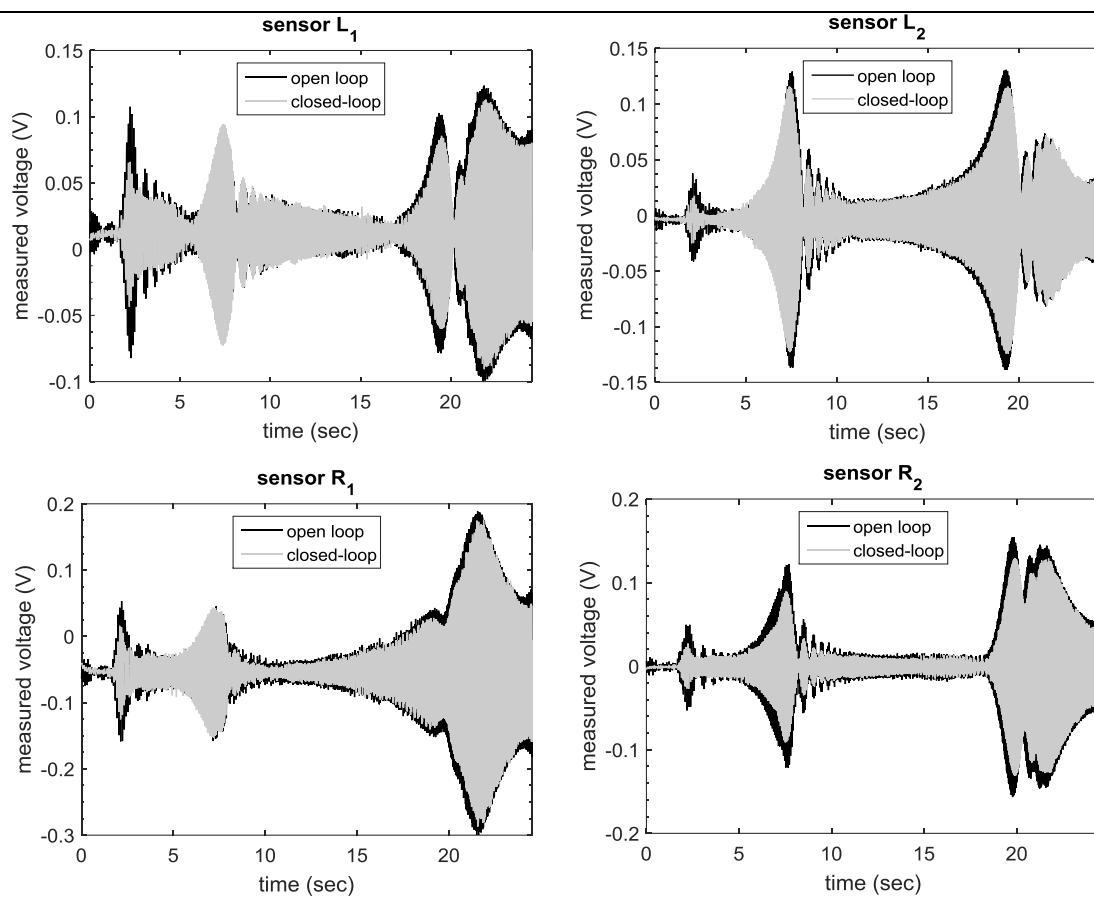 sensor L1
0.15
0.1
0.05
0
-0.05
-0.1
measured voltage (V)
open loop
closed-loop
0 5 10 15 20
time (sec)
sensor L2
0.15
0.1
0.05
0
-0.05
-0.1
-0.15
measured voltage (V)
open loop
closed-loop
0 5 10 15 20
time (sec)
sensor R1
0.2
0.1
0
-0.1
-0.2
-0.3
measured voltage (V)
open loop
closed-loop
0 5 10 15 20
time (sec)
sensor R2
0.2
0.1
0
-0.1
-0.2
measured voltage (V)
open loop
closed-loop
0 5 10 15 20
time (sec)